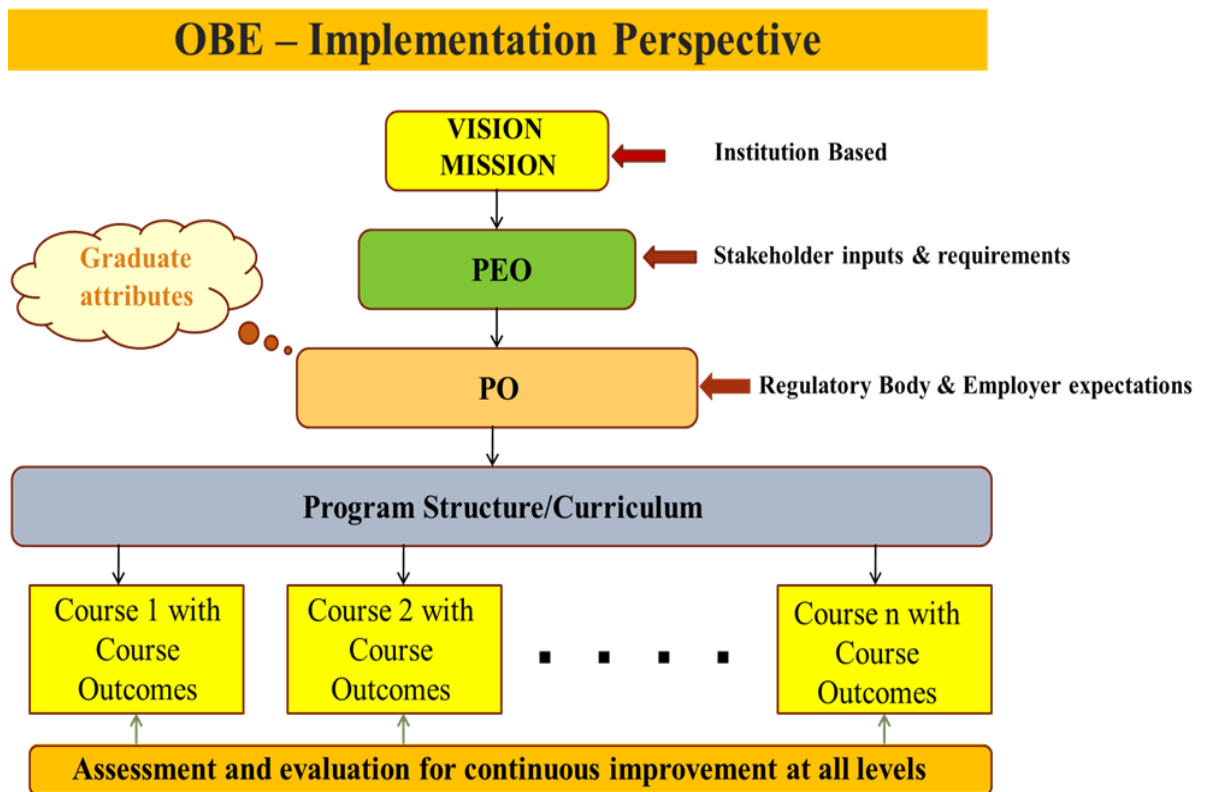 OBE – Implementation Perspective
VISION
MISSION
Institution Based
PEO
Stakeholder inputs & requirements
Graduate
attributes
PO
Regulatory Body & Employer expectations
Program Structure/Curriculum
Course 1 with
Course
Outcomes
Course 2 with
Course
Outcomes
Course n with
Course
Outcomes
Assessment and evaluation for continuous improvement at all levels